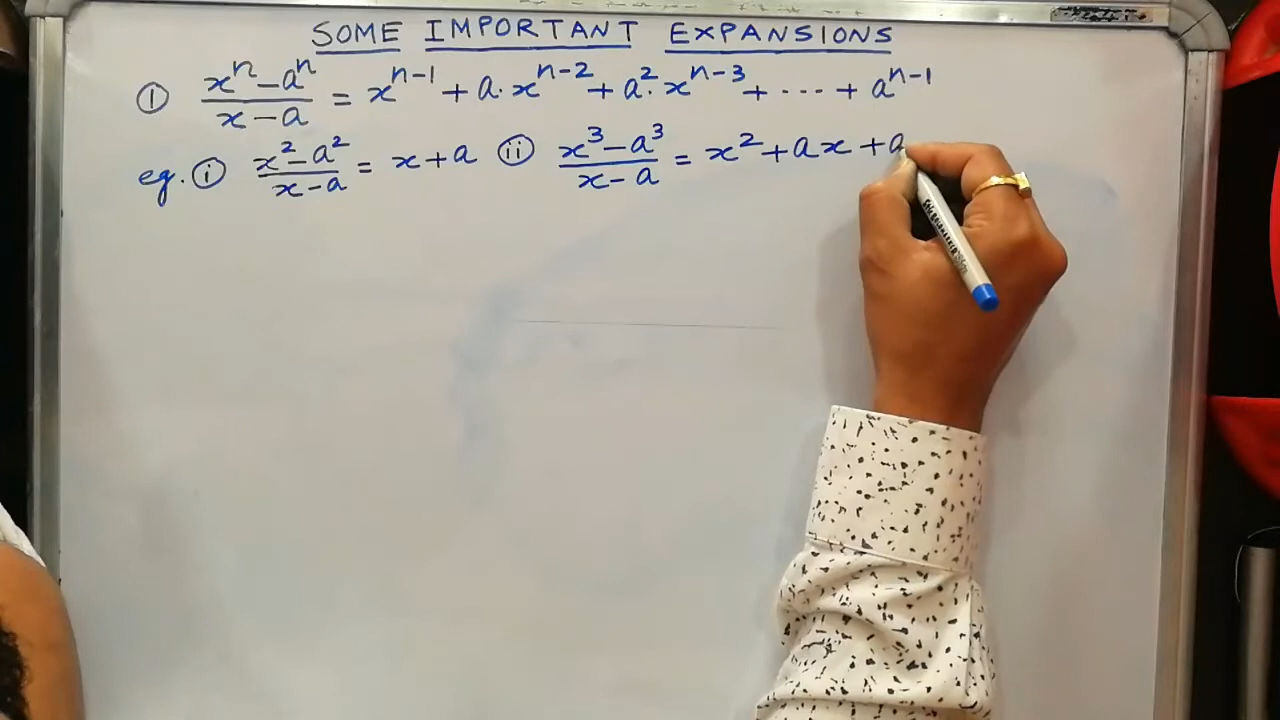 SOME IMPORTANT EXPANSIONS
① (xⁿ - aⁿ)/(x - a) = xⁿ⁻¹ + a·xⁿ⁻² + a²·xⁿ⁻³ + ... + aⁿ⁻¹
eg. ⓘ (x² - a²)/(x - a) = x + a ⓘⓘ (x³ - a³)/(x - a) = x² + ax + a